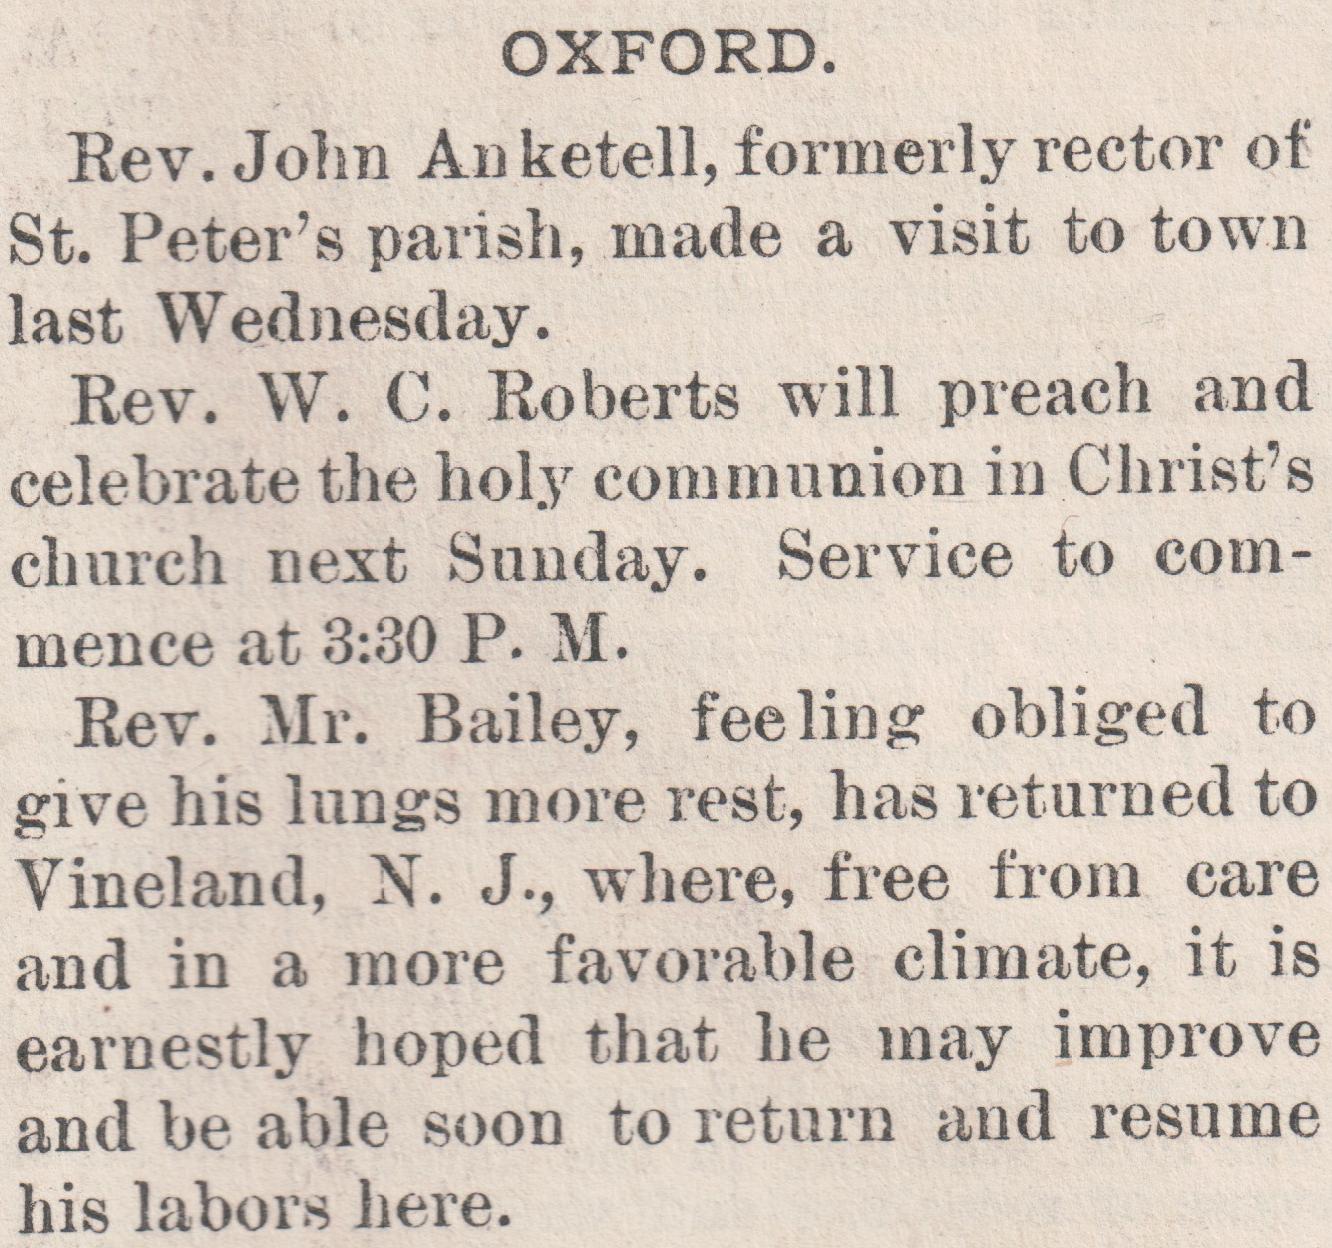 OXFORD.
Rev. John Anketell, formerly rector of
St. Peter's parish, made a visit to town
last Wednesday.
Rev. W. C. Roberts will preach and
celebrate the holy communion in Christ's
church next Sunday. Service to com-
mence at 3:30 P. M.
Rev. Mr. Bailey, feeling obliged to
give his lungs more rest, has returned to
Vineland, N. J., where, free from care
and in a more favorable climate, it is
earnestly hoped that he may improve
and be able soon to return and resume
his labors here.